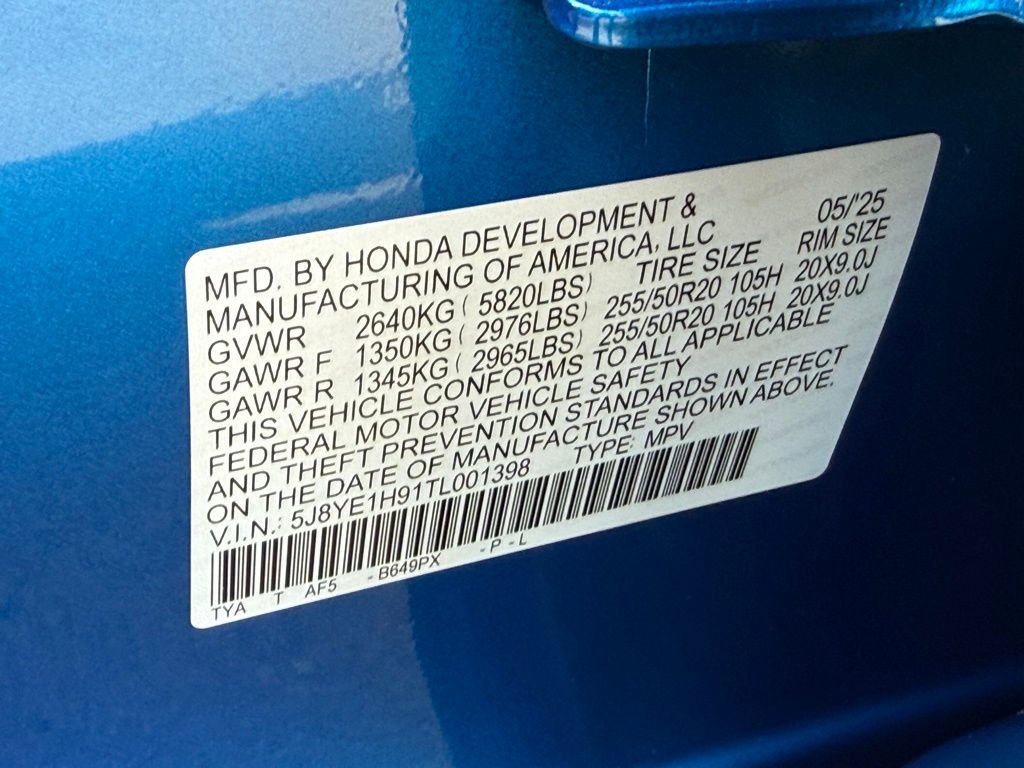 MFD. BY HONDA DEVELOPMENT & 05/'25
MANUFACTURING OF AMERICA, LLC
TIRE SIZE RIM SIZE
GVWR 2640KG ( 5820LBS)
GAWR F 1350KG ( 2976LBS) 255/50R20 105H 20X9.0J
GAWR R 1345KG ( 2965LBS) 255/50R20 105H 20X9.0J
THIS VEHICLE CONFORMS TO ALL APPLICABLE
FEDERAL MOTOR VEHICLE SAFETY
AND THEFT PREVENTION STANDARDS IN EFFECT
ON THE DATE OF MANUFACTURE SHOWN ABOVE.
V.I.N.: 5J8YE1H91TL001398 TYPE: MPV
TYA T AF5 -B649PX -P-L